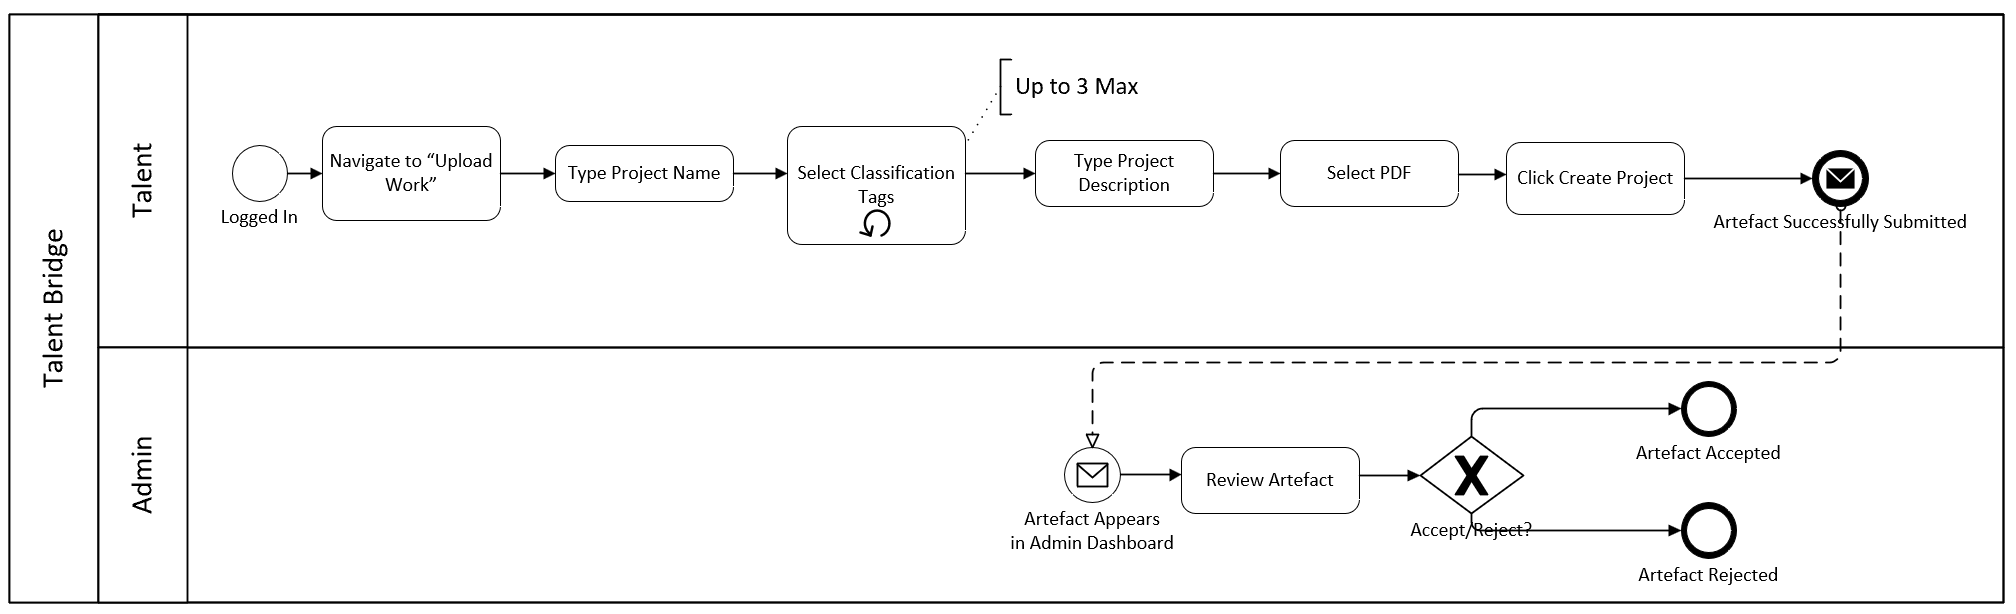 Talent Bridge
Talent
Up to 3 Max
Logged In
Navigate to “Upload
Work”
Type Project Name
Select Classification
Tags
Type Project
Description
Select PDF
Click Create Project
Artefact Successfully Submitted
Admin
Artefact Appears
in Admin Dashboard
Review Artefact
X
Accept/Reject?
Artefact Accepted
Artefact Rejected